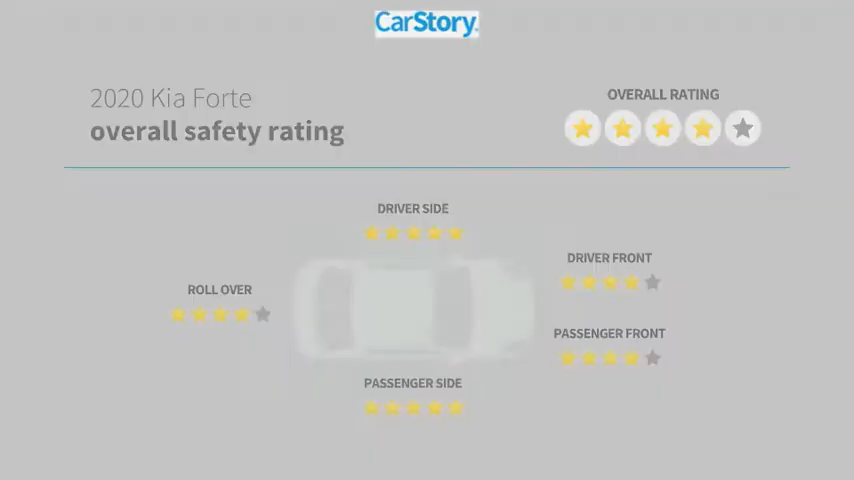 CarStory.
2020 Kia Forte
overall safety rating
OVERALL RATING
DRIVER SIDE
DRIVER FRONT
ROLL OVER
PASSENGER FRONT
PASSENGER SIDE